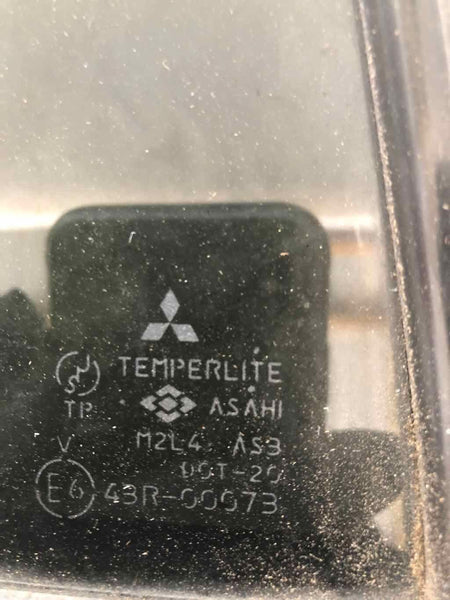 TEMPERLITE
TP ASAHI
M2L4 AS3
V DOT-20
E6 43R-00073